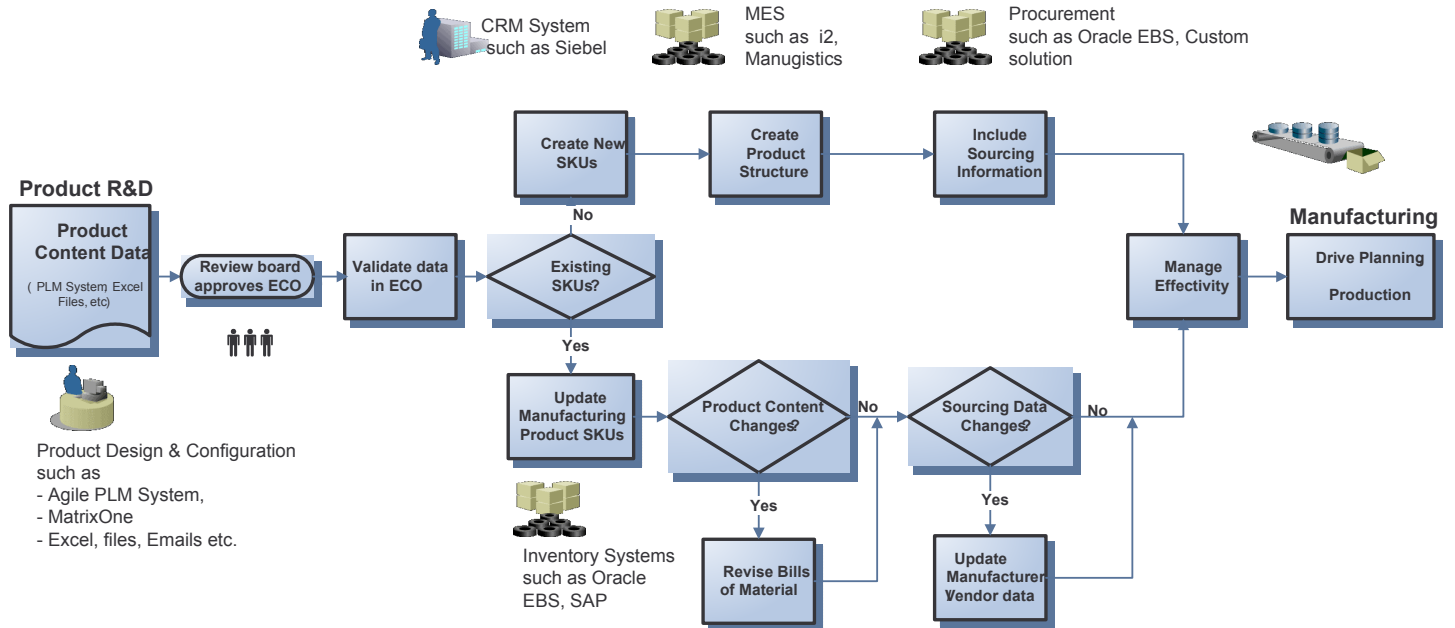 CRM System
such as Siebel
MES
such as i2,
Manugistics
Procurement
such as Oracle EBS, Custom
solution
Create New
SKUs
Create
Product
Structure
Include
Sourcing
Information
Product R&D
Product
Content Data
( PLM System, Excel
Files, etc)
Review board
approves ECO
Validate data
in ECO
No
Existing
SKUs?
Yes
Manage
Effectivity
Manufacturing
Drive Planning
Production
Update
Manufacturing
Product SKUs
Product Content
Changes?
No
Yes
Sourcing Data
Changes?
No
Yes
Revise Bills
of Material
Update
Manufacturer
Vendor data
Product Design & Configuration
such as
- Agile PLM System,
- MatrixOne
- Excel, files, Emails etc.
Inventory Systems
such as Oracle
EBS, SAP